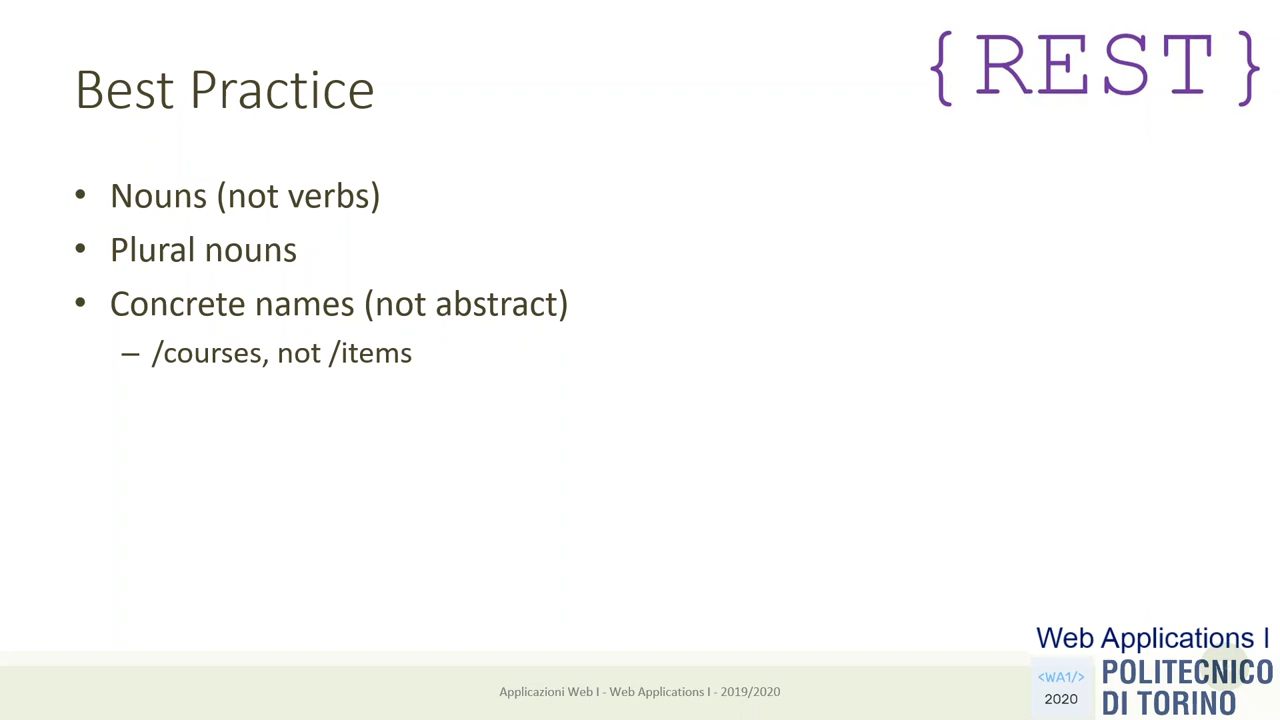 {REST}
Best Practice
• Nouns (not verbs)
• Plural nouns
• Concrete names (not abstract)
– /courses, not /items
Web Applications I
<WA1/>
2020
POLITECNICO
DI TORINO
Applicazioni Web I - Web Applications I - 2019/2020